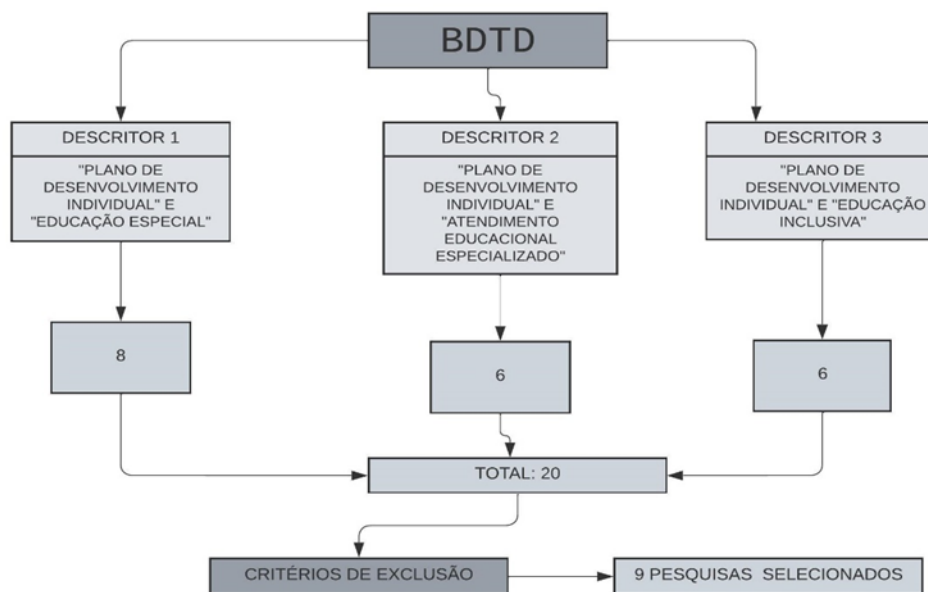 BDTD
DESCRITOR 1
"PLANO DE
DESENVOLVIMENTO
INDIVIDUAL" E
"EDUCAÇÃO ESPECIAL"
DESCRITOR 2
"PLANO DE
DESENVOLVIMENTO
INDIVIDUAL" E
"ATENDIMENTO
EDUCACIONAL
ESPECIALIZADO"
DESCRITOR 3
"PLANO DE
DESENVOLVIMENTO
INDIVIDUAL" E "EDUCAÇÃO
INCLUSIVA"
8
6
6
TOTAL: 20
CRITÉRIOS DE EXCLUSÃO
9 PESQUISAS SELECIONADOS